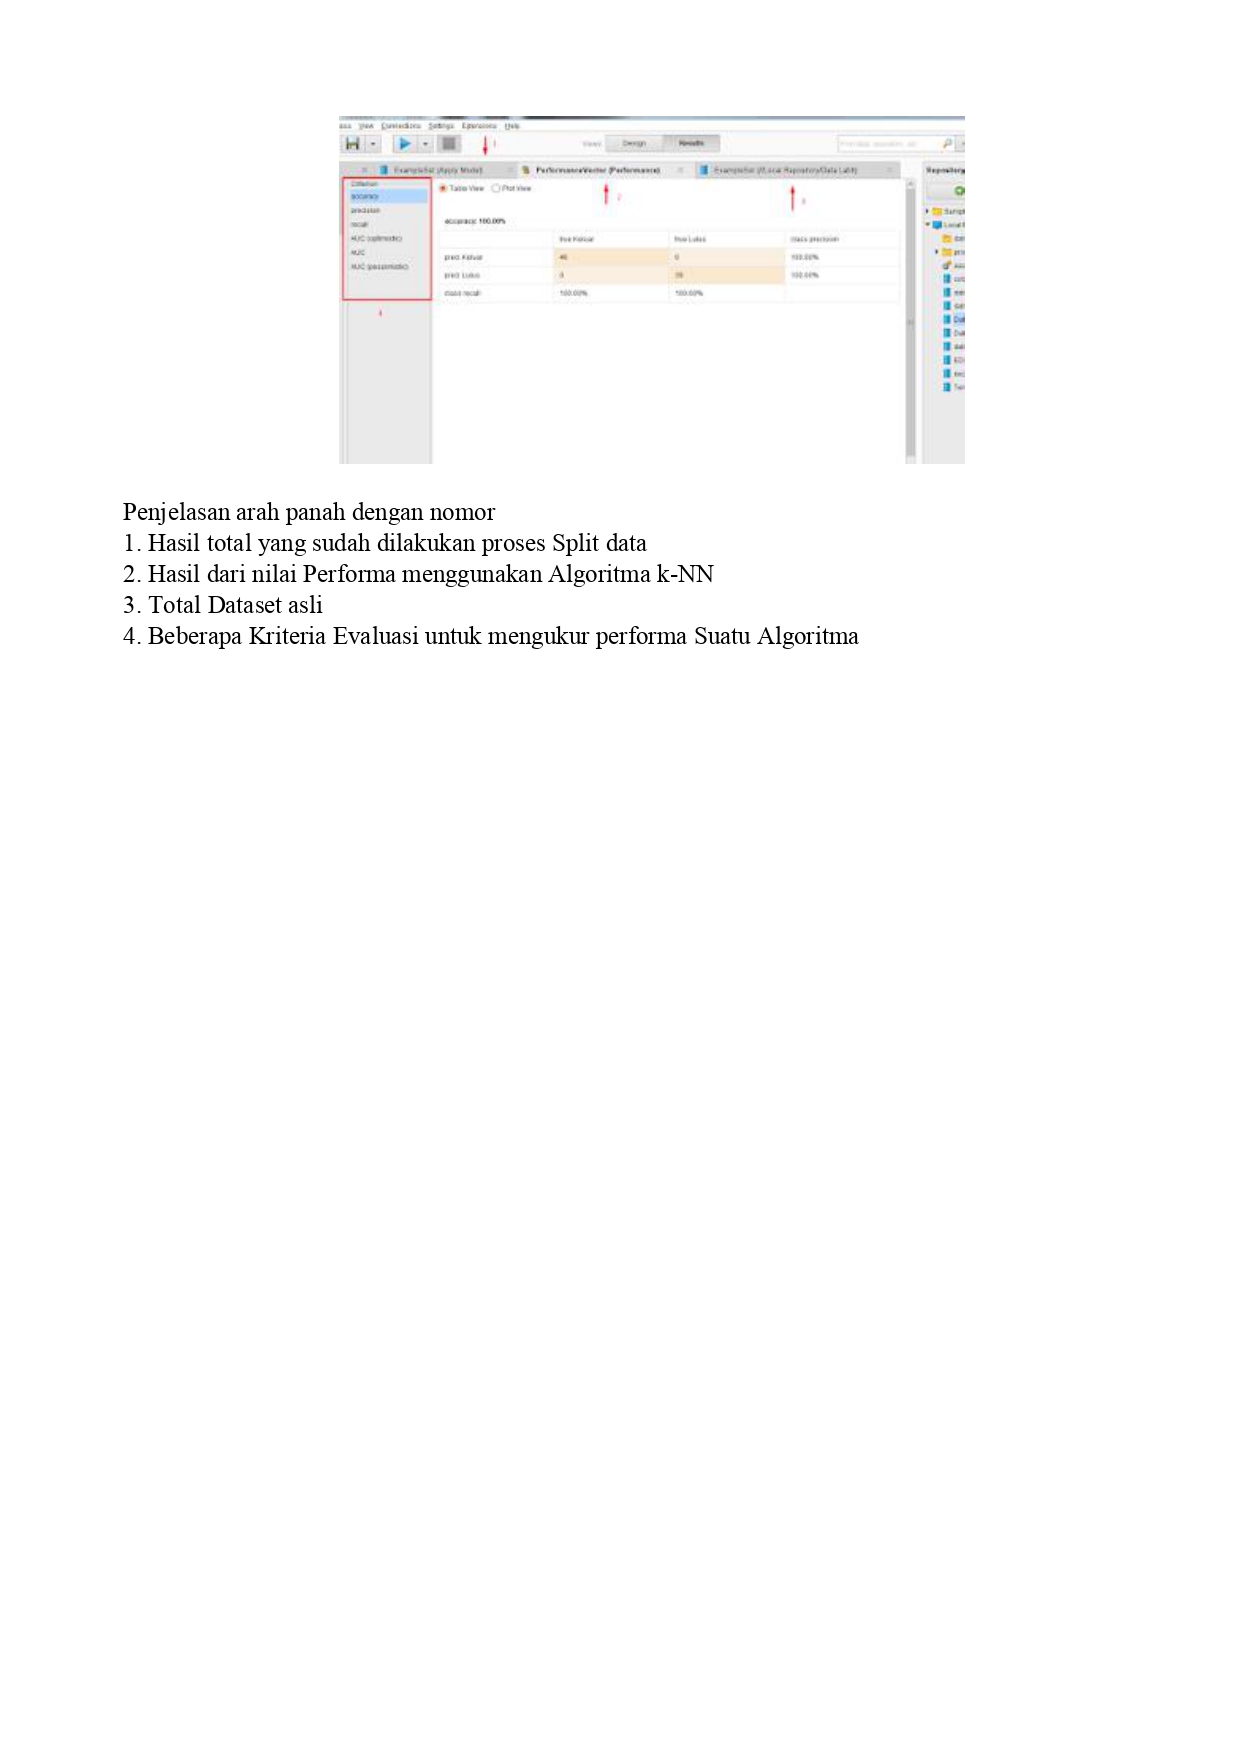 View Connections Settings Extensions Help
1
Views: Design Results
ExampleSet (Apply Model) PerformanceVector (Performance) ExampleSet (//Local Repository/Data Latih)
Repository
Criterion
accuracy
precision
recall
AUC (optimistic)
AUC
AUC (pessimistic)
4
Table View Plot View
2
3
accuracy: 100.00%
true Keluar true Lulus class precision
pred. Keluar 0 100.00%
pred. Lulus 0 100.00%
class recall 100.00% 100.00%
Penjelasan arah panah dengan nomor
1. Hasil total yang sudah dilakukan proses Split data
2. Hasil dari nilai Performa menggunakan Algoritma k-NN
3. Total Dataset asli
4. Beberapa Kriteria Evaluasi untuk mengukur performa Suatu Algoritma